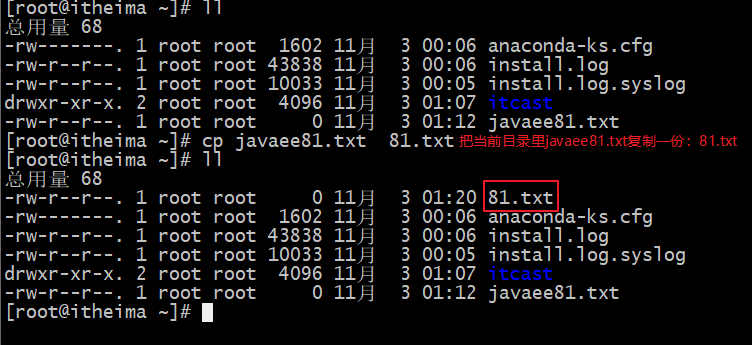 [root@itheima ~]# ll
总用量 68
-rw-------. 1 root root  1602 11月  3 00:06 anaconda-ks.cfg
-rw-r--r--. 1 root root 43838 11月  3 00:06 install.log
-rw-r--r--. 1 root root 10033 11月  3 00:05 install.log.syslog
drwxr-xr-x. 2 root root  4096 11月  3 01:07 itcast
-rw-r--r--. 1 root root     0 11月  3 01:12 javaee81.txt
[root@itheima ~]# cp javaee81.txt  81.txt 把当前目录里javaee81.txt复制一份：81.txt
[root@itheima ~]# ll
总用量 68
-rw-r--r--. 1 root root     0 11月  3 01:20 81.txt
-rw-------. 1 root root  1602 11月  3 00:06 anaconda-ks.cfg
-rw-r--r--. 1 root root 43838 11月  3 00:06 install.log
-rw-r--r--. 1 root root 10033 11月  3 00:05 install.log.syslog
drwxr-xr-x. 2 root root  4096 11月  3 01:07 itcast
-rw-r--r--. 1 root root     0 11月  3 01:12 javaee81.txt
[root@itheima ~]#